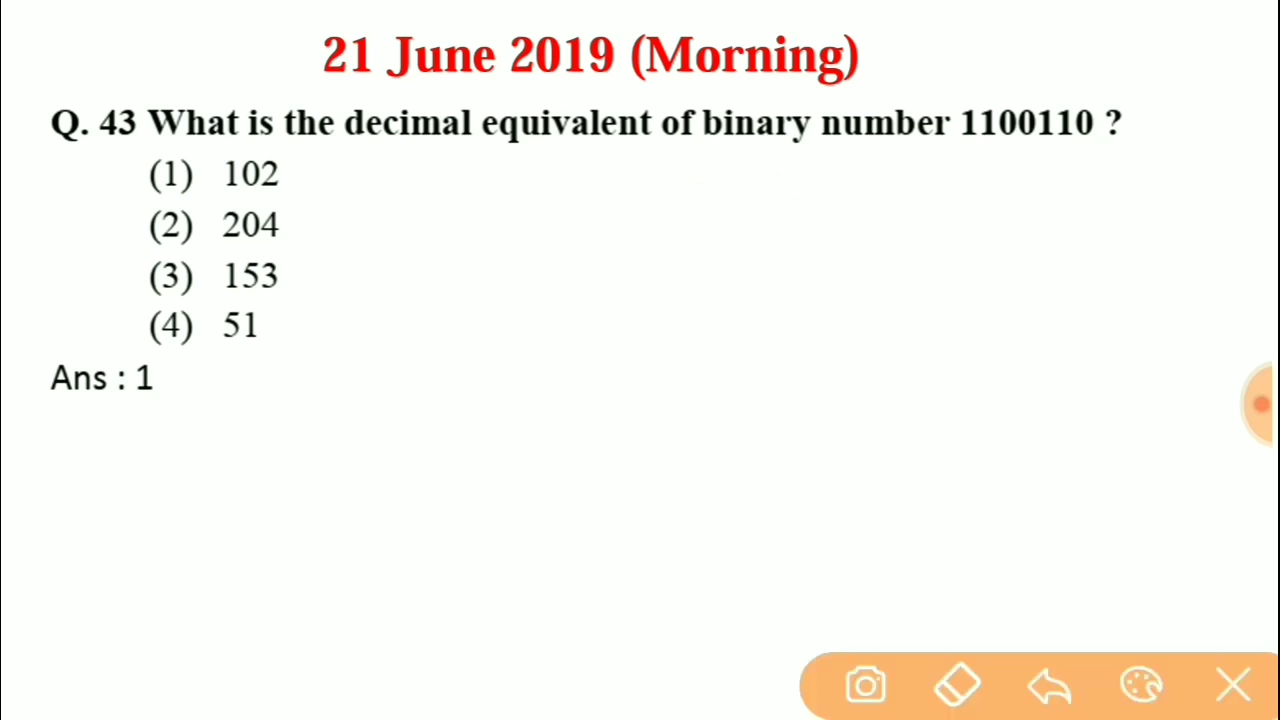 21 June 2019 (Morning)
Q. 43 What is the decimal equivalent of binary number 1100110 ?
(1) 102
(2) 204
(3) 153
(4) 51
Ans : 1